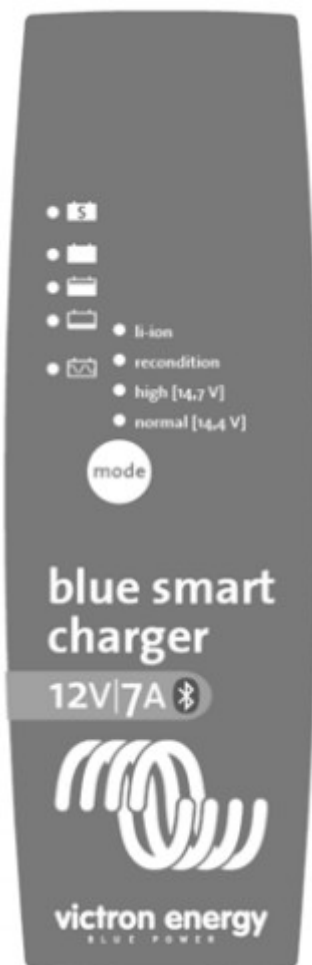 S
li-ion
recondition
high [14,7 V]
normal [14,4 V]
mode
blue smart
charger
12V|7A
victron energy
BLUE POWER